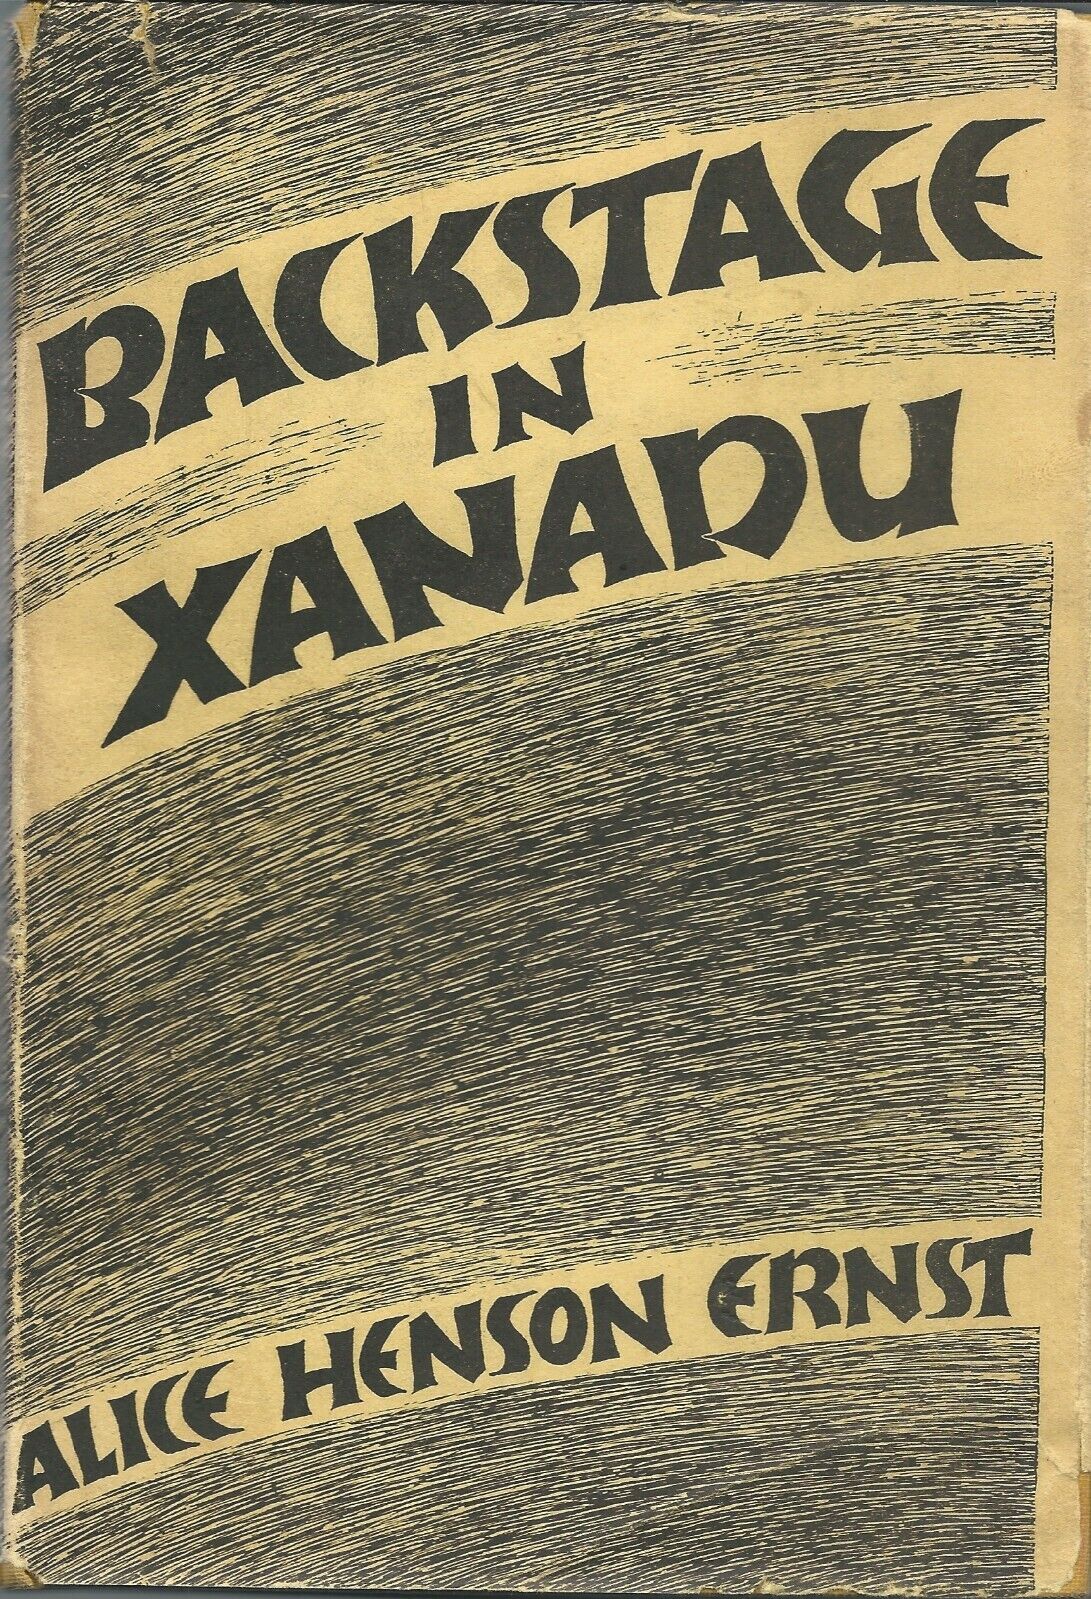 BACKSTAGE
IN
XANADU
ALICE HENSON ERNST